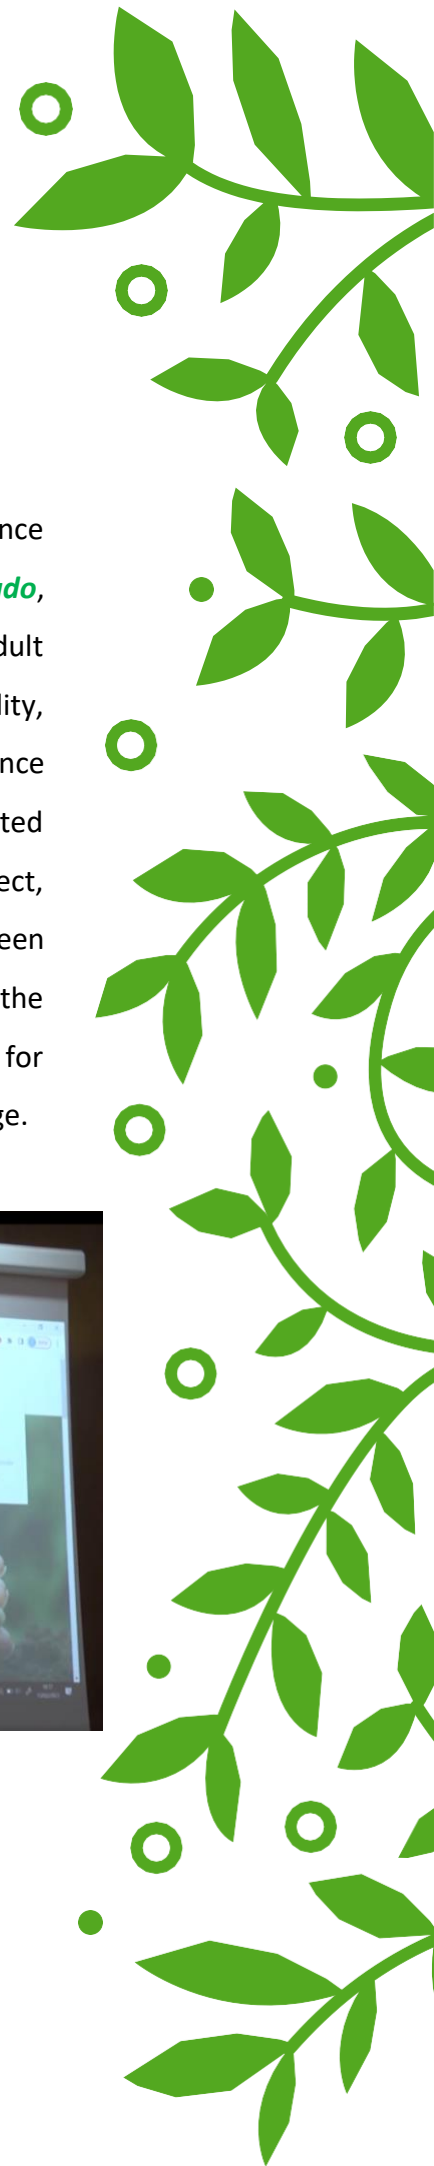 nce
udo,
dult
lity,
nce
ted
ect,
een
the
for
ge.